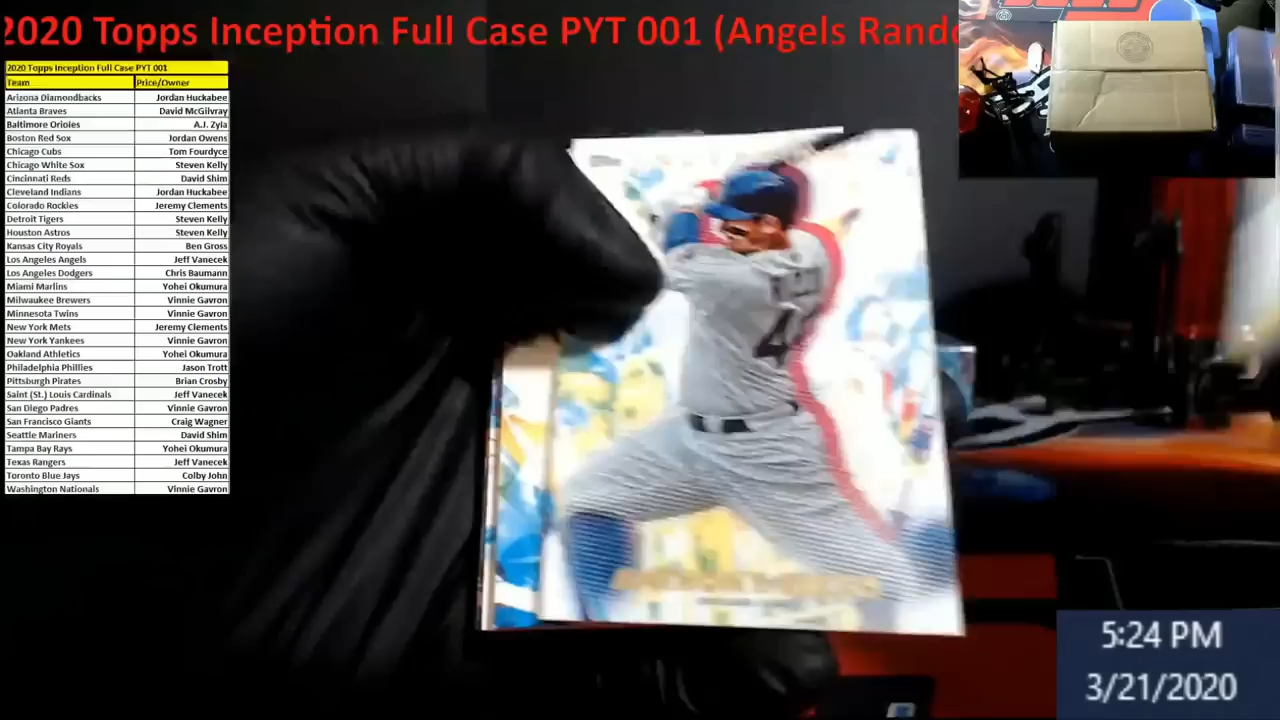 2020 Topps Inception Full Case PYT 001 (Angels Rando
2020 Topps Inception Full Case PYT 001
Team Price/Owner
Arizona Diamondbacks Jordan Huckabee
Atlanta Braves David McGilvray
Baltimore Orioles A.J. Zyla
Boston Red Sox Jordan Owens
Chicago Cubs Tom Fourdyce
Chicago White Sox Steven Kelly
Cincinnati Reds David Shim
Cleveland Indians Jordan Huckabee
Colorado Rockies Jeremy Clements
Detroit Tigers Steven Kelly
Houston Astros Steven Kelly
Kansas City Royals Ben Gross
Los Angeles Angels Jeff Vanecek
Los Angeles Dodgers Chris Baumann
Miami Marlins Yohei Okumura
Milwaukee Brewers Vinnie Gavron
Minnesota Twins Vinnie Gavron
New York Mets Jeremy Clements
New York Yankees Vinnie Gavron
Oakland Athletics Yohei Okumura
Philadelphia Phillies Jason Trott
Pittsburgh Pirates Brian Crosby
Saint (St.) Louis Cardinals Jeff Vanecek
San Diego Padres Vinnie Gavron
San Francisco Giants Craig Wagner
Seattle Mariners David Shim
Tampa Bay Rays Yohei Okumura
Texas Rangers Jeff Vanecek
Toronto Blue Jays Colby John
Washington Nationals Vinnie Gavron
5:24 PM
3/21/2020